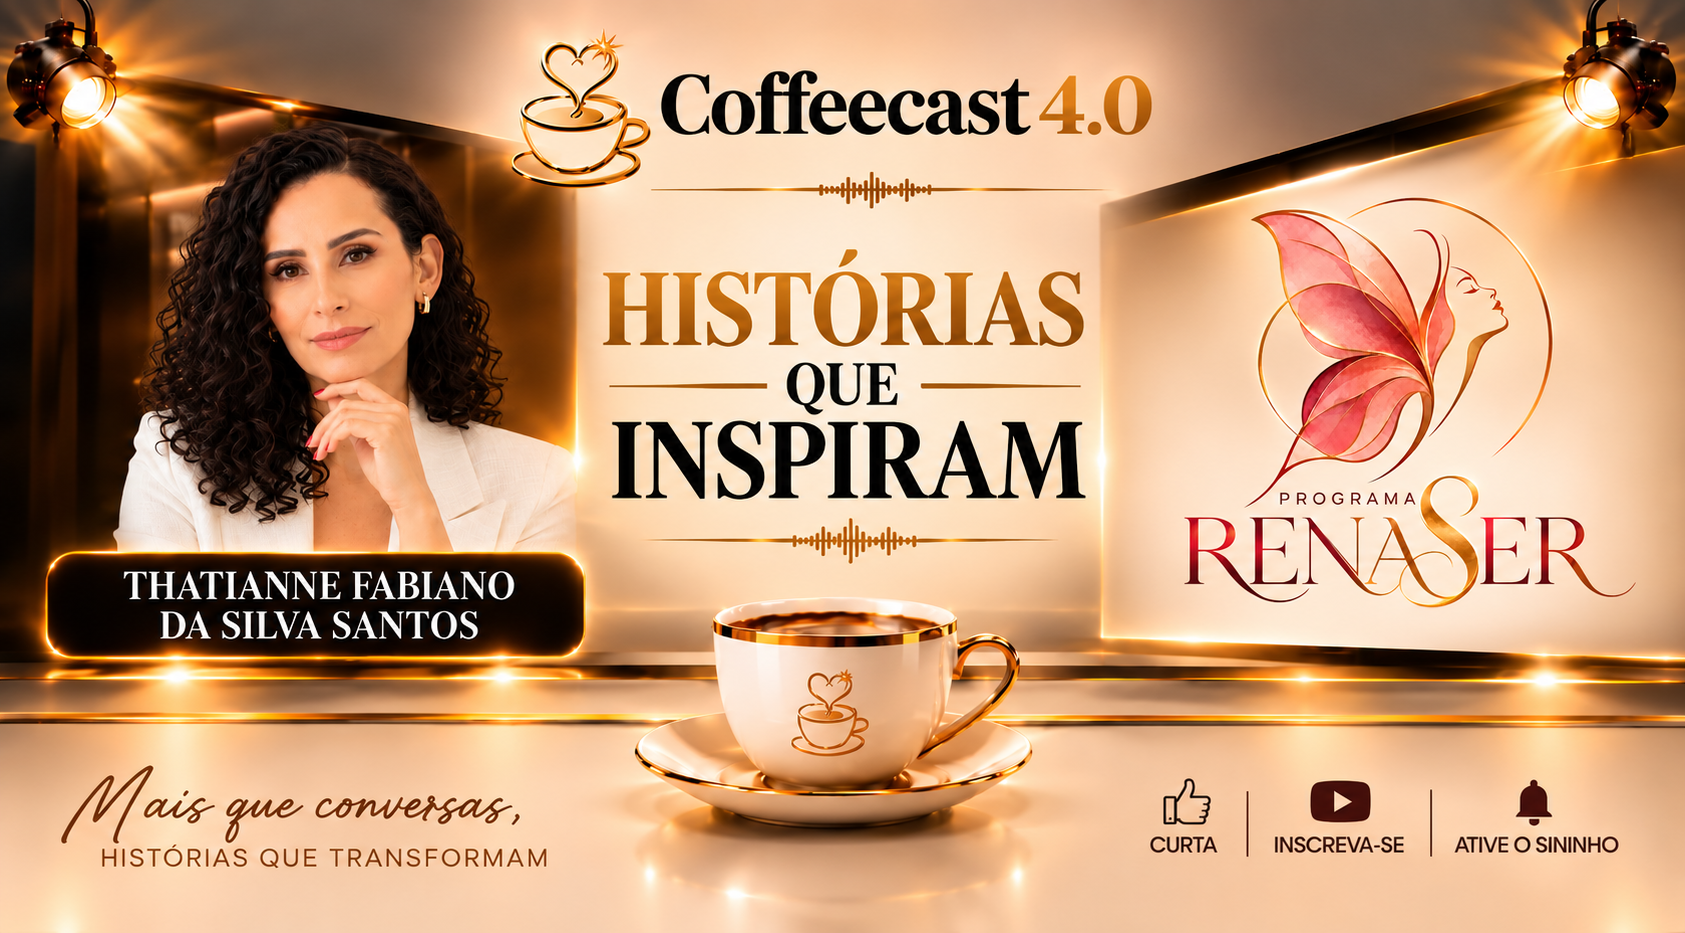 Coffeecast 4.0
HISTÓRIAS
QUE
INSPIRAM
THATIANNE FABIANO
DA SILVA SANTOS
PROGRAMA
RENASER
Mais que conversas,
HISTÓRIAS QUE TRANSFORMAM
CURTA
INSCREVA-SE
ATIVE O SININHO